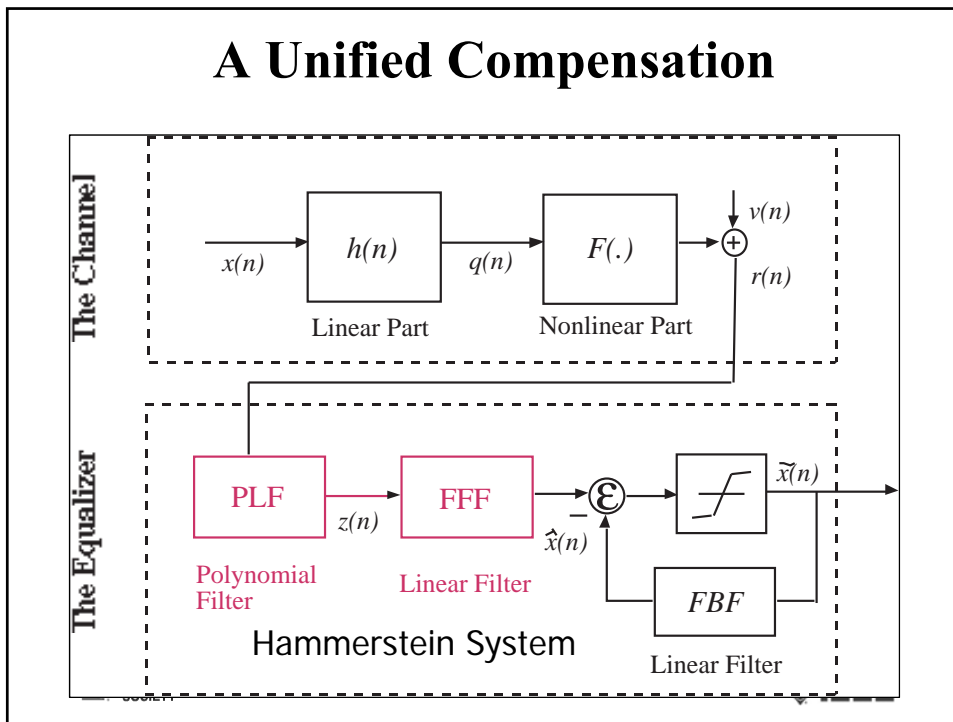 A Unified Compensation
The Channel
x(n)
h(n)
q(n)
F(.)
v(n)
+
r(n)
Linear Part
Nonlinear Part
The Equalizer
PLF
z(n)
FFF
−
x̂(n)
ε
x̃(n)
Polynomial
Filter
Linear Filter
FBF
Linear Filter
Hammerstein System